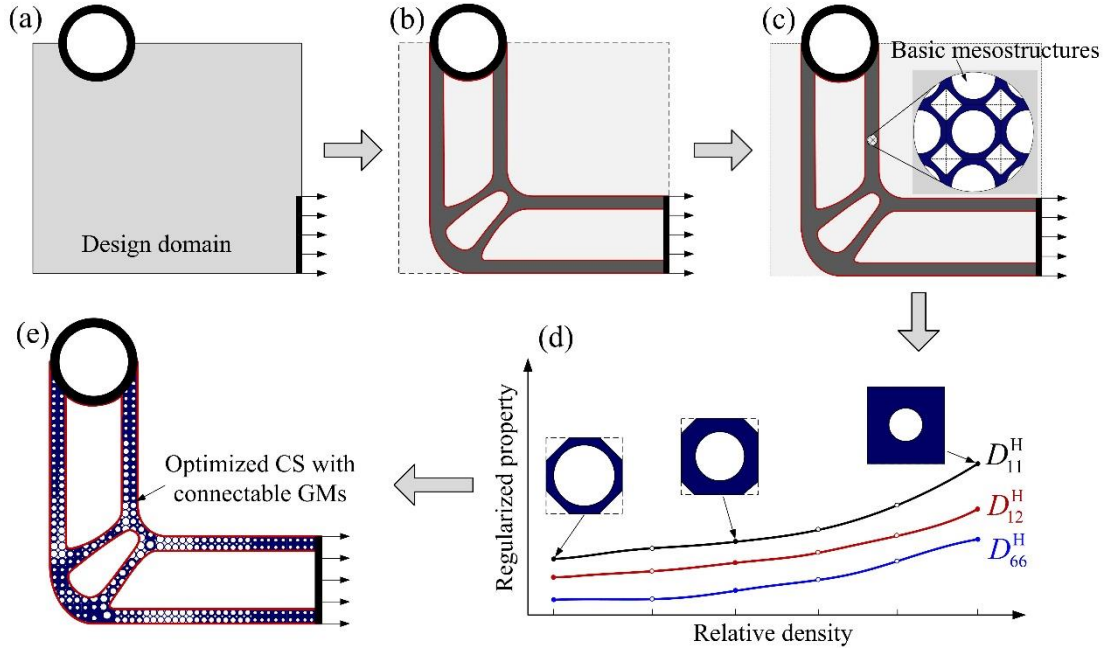 (a)
Design domain
(b)
(c)
Basic mesostructures
(d)
Regularized property
D₁₁ᴴ
D₁₂ᴴ
D₆₆ᴴ
Relative density
(e)
Optimized CS with
connectable GMs